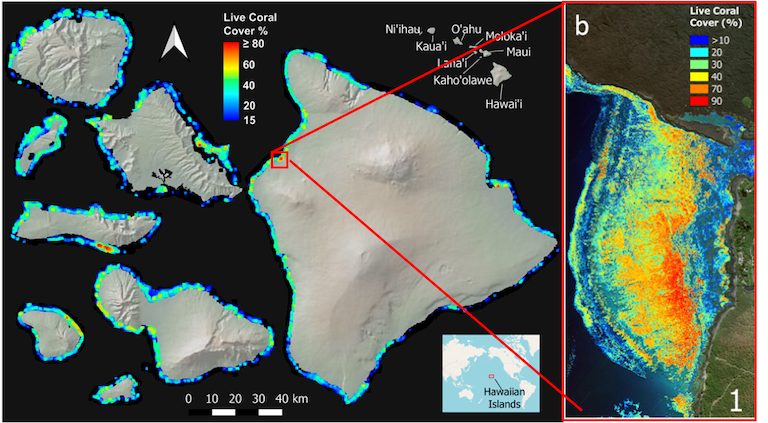 Live Coral
Cover %
≥ 80
60
40
20
15
Ni'ihau
Kaua'i
O'ahu
Moloka'i
Maui
Lana'i
Kaho'olawe
Hawai'i
Hawaiian
Islands
0 10 20 30 40 km
b
Live Coral
Cover (%)
>10
20
30
40
70
90
1